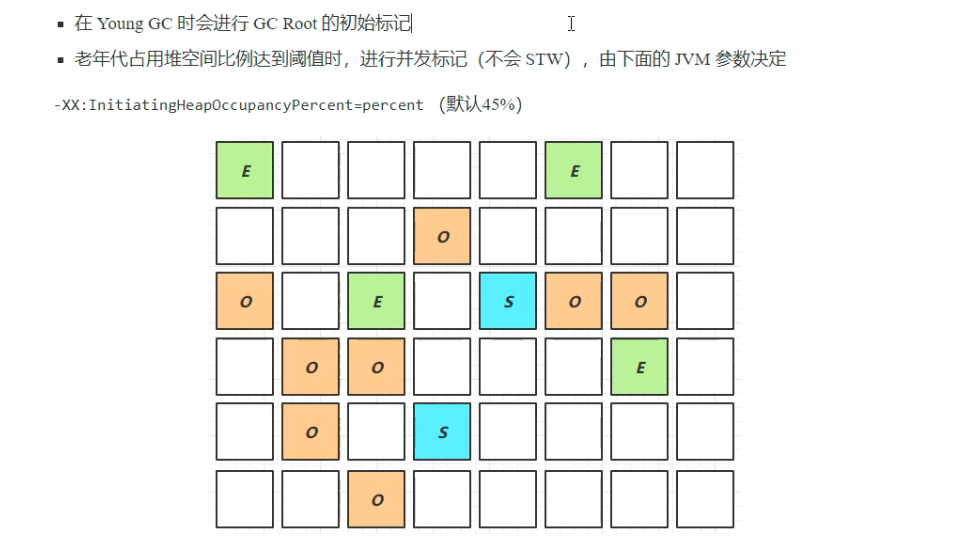 在 Young GC 时会进行 GC Root 的初始标记
老年代占用堆空间比例达到阈值时，进行并发标记（不会 STW），由下面的 JVM 参数决定
-XX:InitiatingHeapOccupancyPercent=percent （默认45%）
E E
O
O E S O O
O O E
O S
O